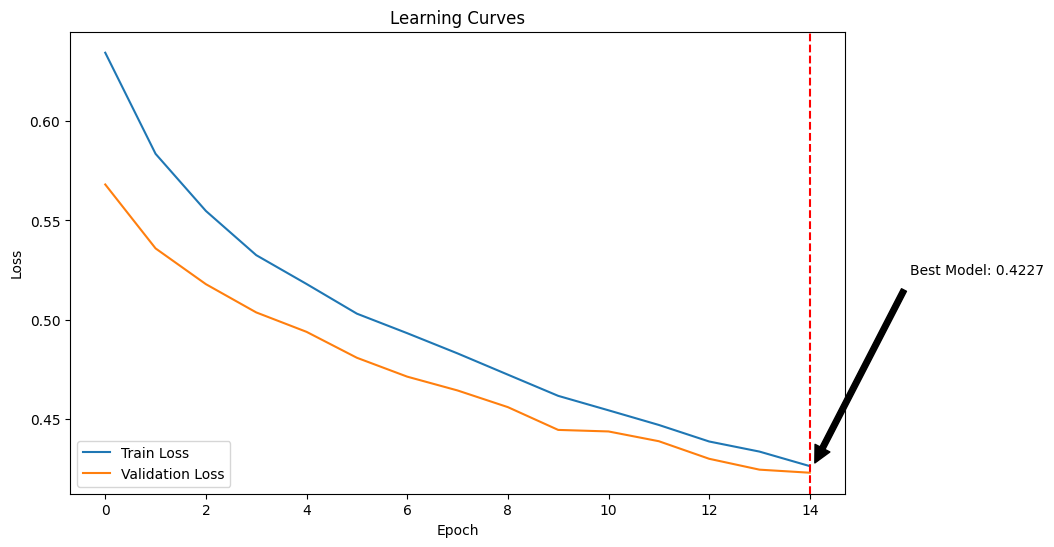 Learning Curves
Loss
0.60
0.55
0.50
0.45
Best Model: 0.4227
Train Loss
Validation Loss
0 2 4 6 8 10 12 14
Epoch